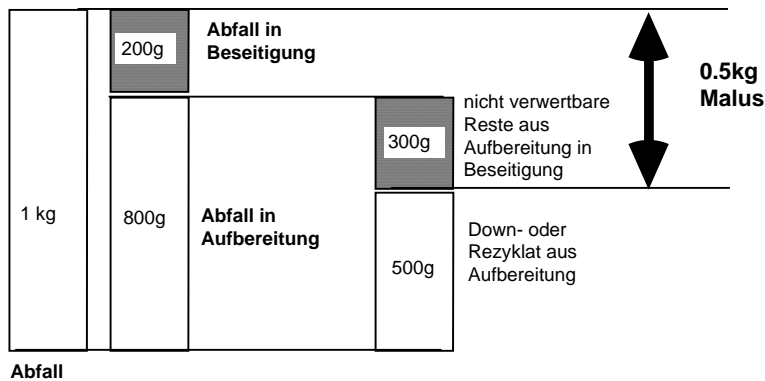 200g
Abfall in
Beseitigung
0.5kg
Malus
nicht verwertbare
Reste aus
Aufbereitung in
Beseitigung
300g
1 kg
800g
Abfall in
Aufbereitung
Down- oder
Rezyklat aus
Aufbereitung
500g
Abfall